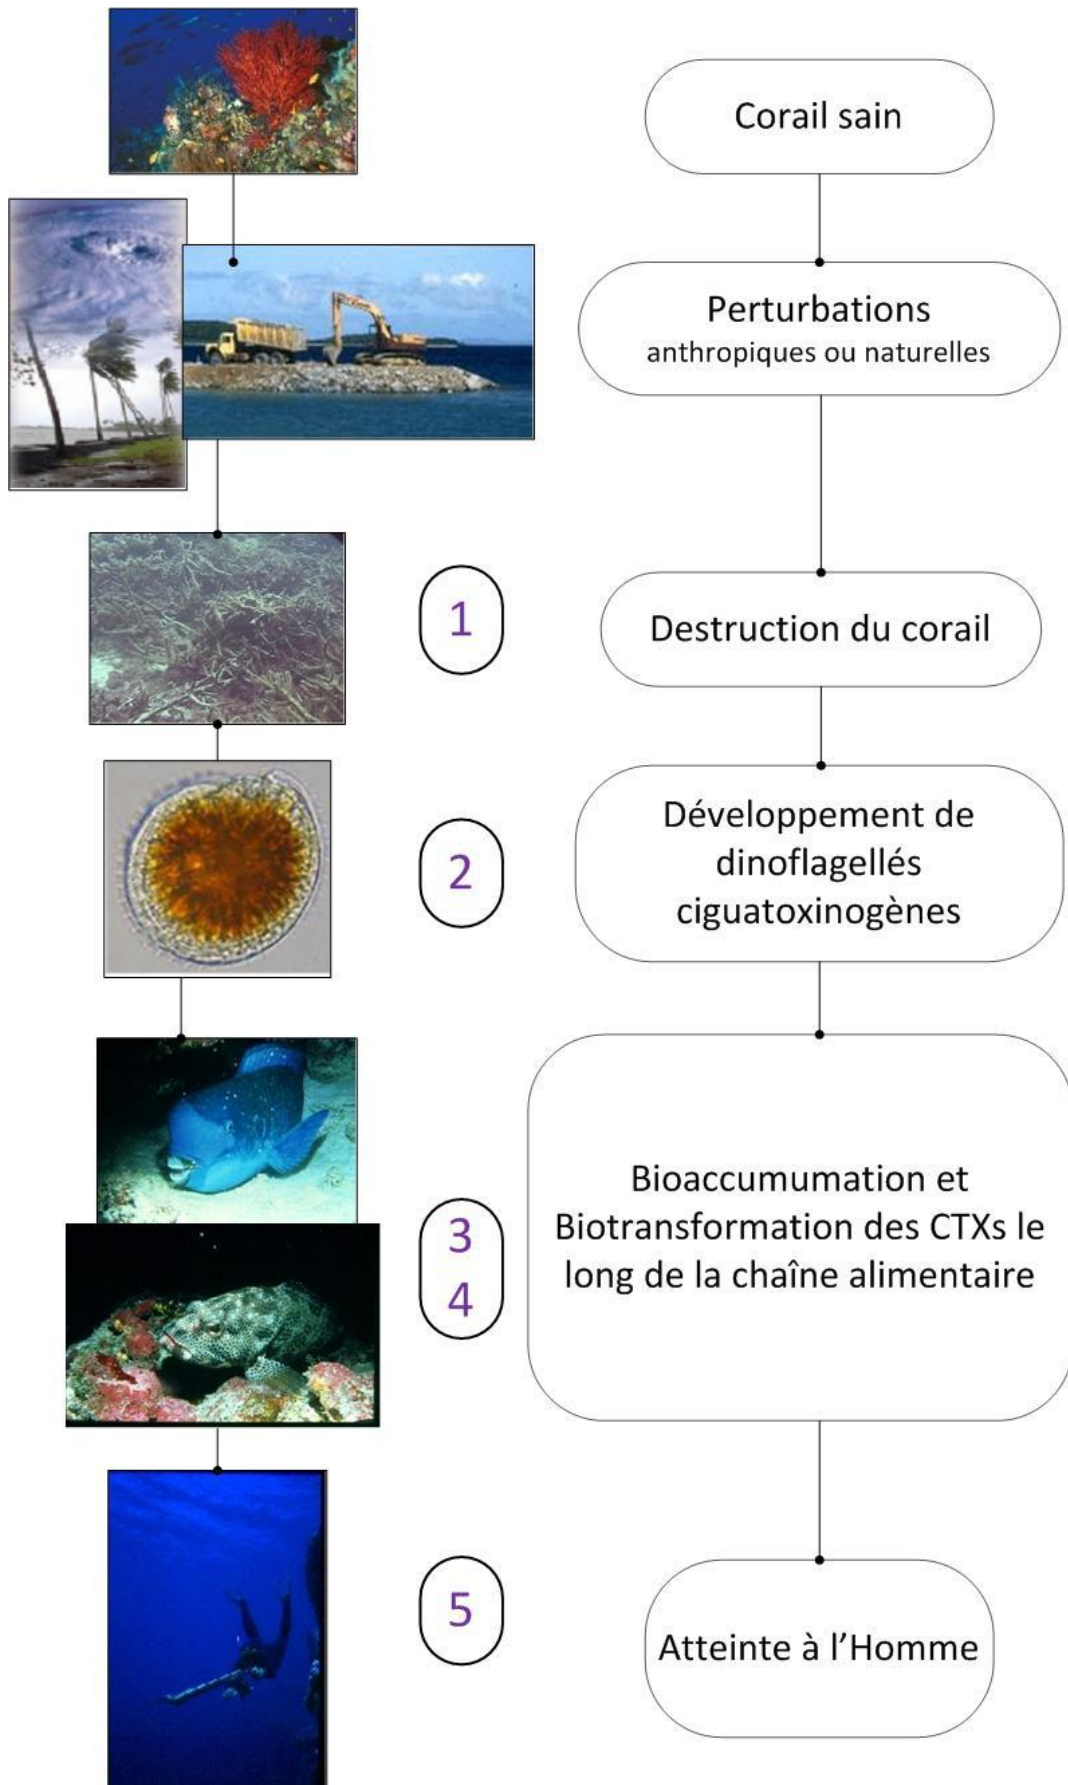 Corail sain
Perturbations
anthropiques ou naturelles
1
Destruction du corail
2
Développement de
dinoflagellés
ciguatoxinogènes
3
4
Bioaccumumation et
Biotransformation des CTXs le
long de la chaîne alimentaire
5
Atteinte à l’Homme